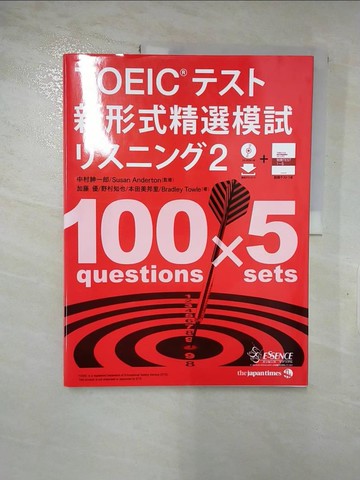 TOEIC® テスト
新形式精選模試
リスニング2
中村紳一郎/Susan Anderton[監修]
加藤 優/野村知也/本田美邦里/Bradley Towle[著]
+
100 × 5
questions sets
ESSENCE
the japan times